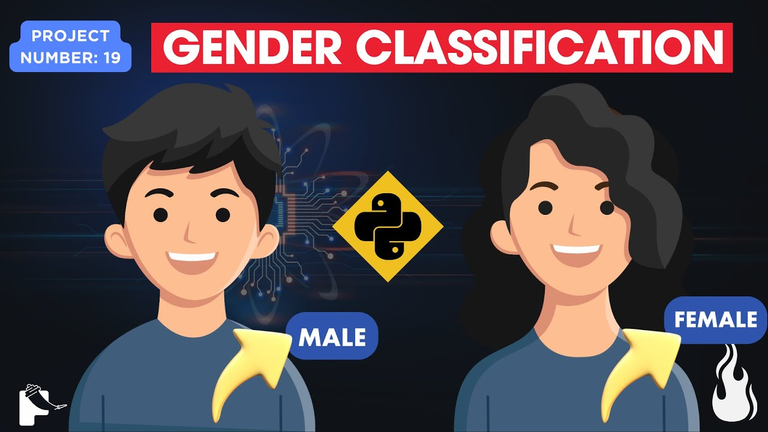 PROJECT
NUMBER: 19
GENDER CLASSIFICATION
MALE
FEMALE